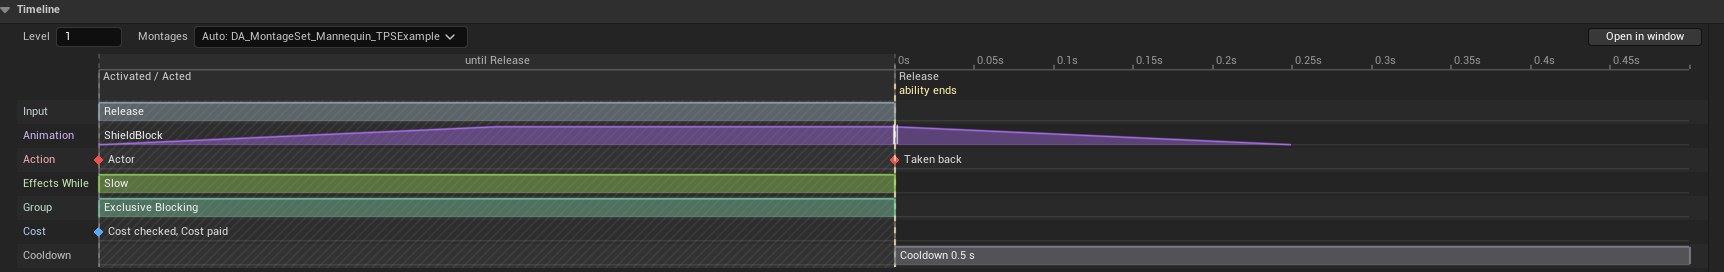 Timeline
Level 1 Montages Auto: DA_MontageSet_Mannequin_TPSExample Open in window
until Release 0s 0.05s 0.1s 0.15s 0.2s 0.25s 0.3s 0.35s 0.4s 0.45s
Activated / Acted Release
ability ends
Input Release
Animation ShieldBlock
Action Actor Taken back
Effects While Slow
Group Exclusive Blocking
Cost Cost checked, Cost paid
Cooldown Cooldown 0.5 s